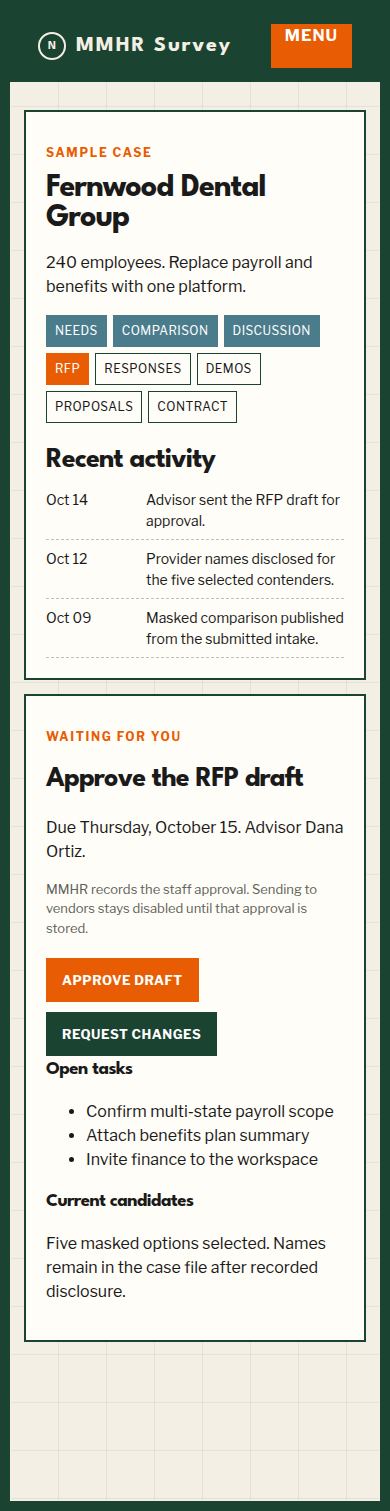 N MMHR Survey
MENU
SAMPLE CASE
Fernwood Dental
Group
240 employees. Replace payroll and
benefits with one platform.
NEEDS COMPARISON DISCUSSION
RFP RESPONSES DEMOS
PROPOSALS CONTRACT
Recent activity
Oct 14 Advisor sent the RFP draft for
approval.
Oct 12 Provider names disclosed for
the five selected contenders.
Oct 09 Masked comparison published
from the submitted intake.
WAITING FOR YOU
Approve the RFP draft
Due Thursday, October 15. Advisor Dana
Ortiz.
MMHR records the staff approval. Sending to
vendors stays disabled until that approval is
stored.
APPROVE DRAFT
REQUEST CHANGES
Open tasks
• Confirm multi-state payroll scope
• Attach benefits plan summary
• Invite finance to the workspace
Current candidates
Five masked options selected. Names
remain in the case file after recorded
disclosure.